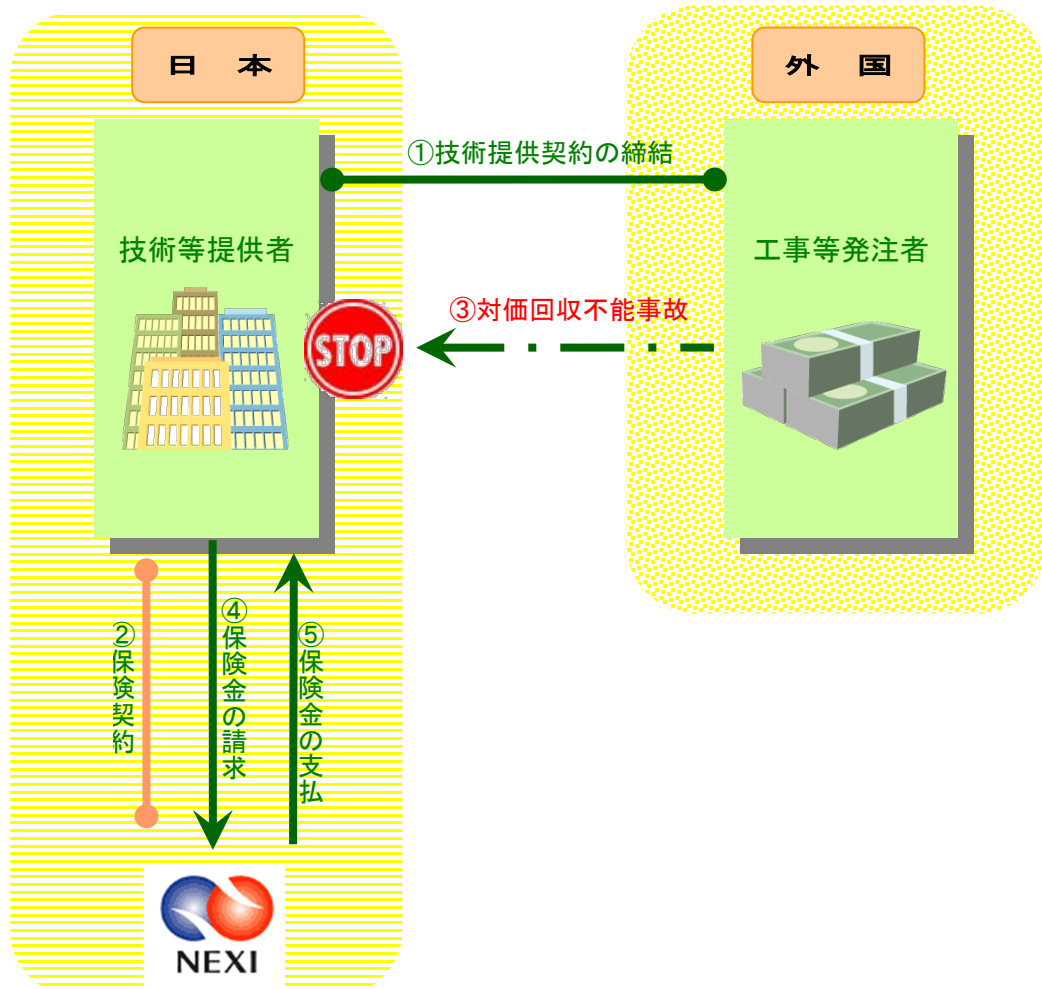 日 本
外 国
①技術提供契約の締結
技術等提供者
工事等発注者
③対価回収不能事故
STOP
②保険契約
④保険金の請求
⑤保険金の支払
NEXI